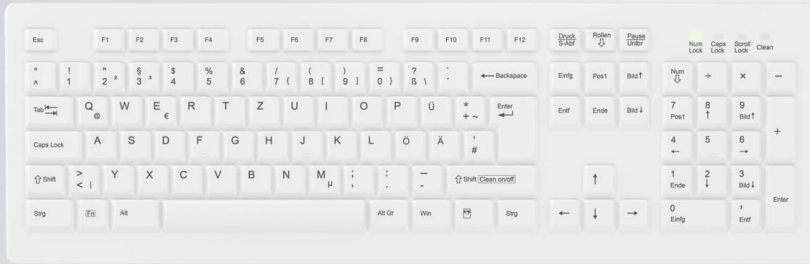 Esc F1 F2 F3 F4 F5 F6 F7 F8 F9 F10 F11 F12 Druck Rollen Pause
S-Abf ⇩ Untbr
Num Lock Caps Lock Scroll Lock Clean
° ! " § $ % & / ( ) = ? ` ← Backspace Einfg Pos1 Bild↑ Num ÷ × −
^ 1 2 ² 3 ³ 4 5 6 7 { 8 [ 9 ] 0 } ß \ ´ ⇩
Tab Q W E R T Z U I O P Ü * Enter Entf Ende Bild↓ 7 8 9 +
@ € + ~ Pos1 ↑ Bild↑
Caps Lock A S D F G H J K L Ö Ä ' 4 5 6
# ← →
⇧ Shift > Y X C V B N M ; : _ ⇧ Shift Clean on/off ↑ 1 2 3 Enter
< | µ , . - Ende ↓ Bild↓
Strg Fn Alt Alt Gr Win Strg ← ↓ → 0 ,
Einfg Entf